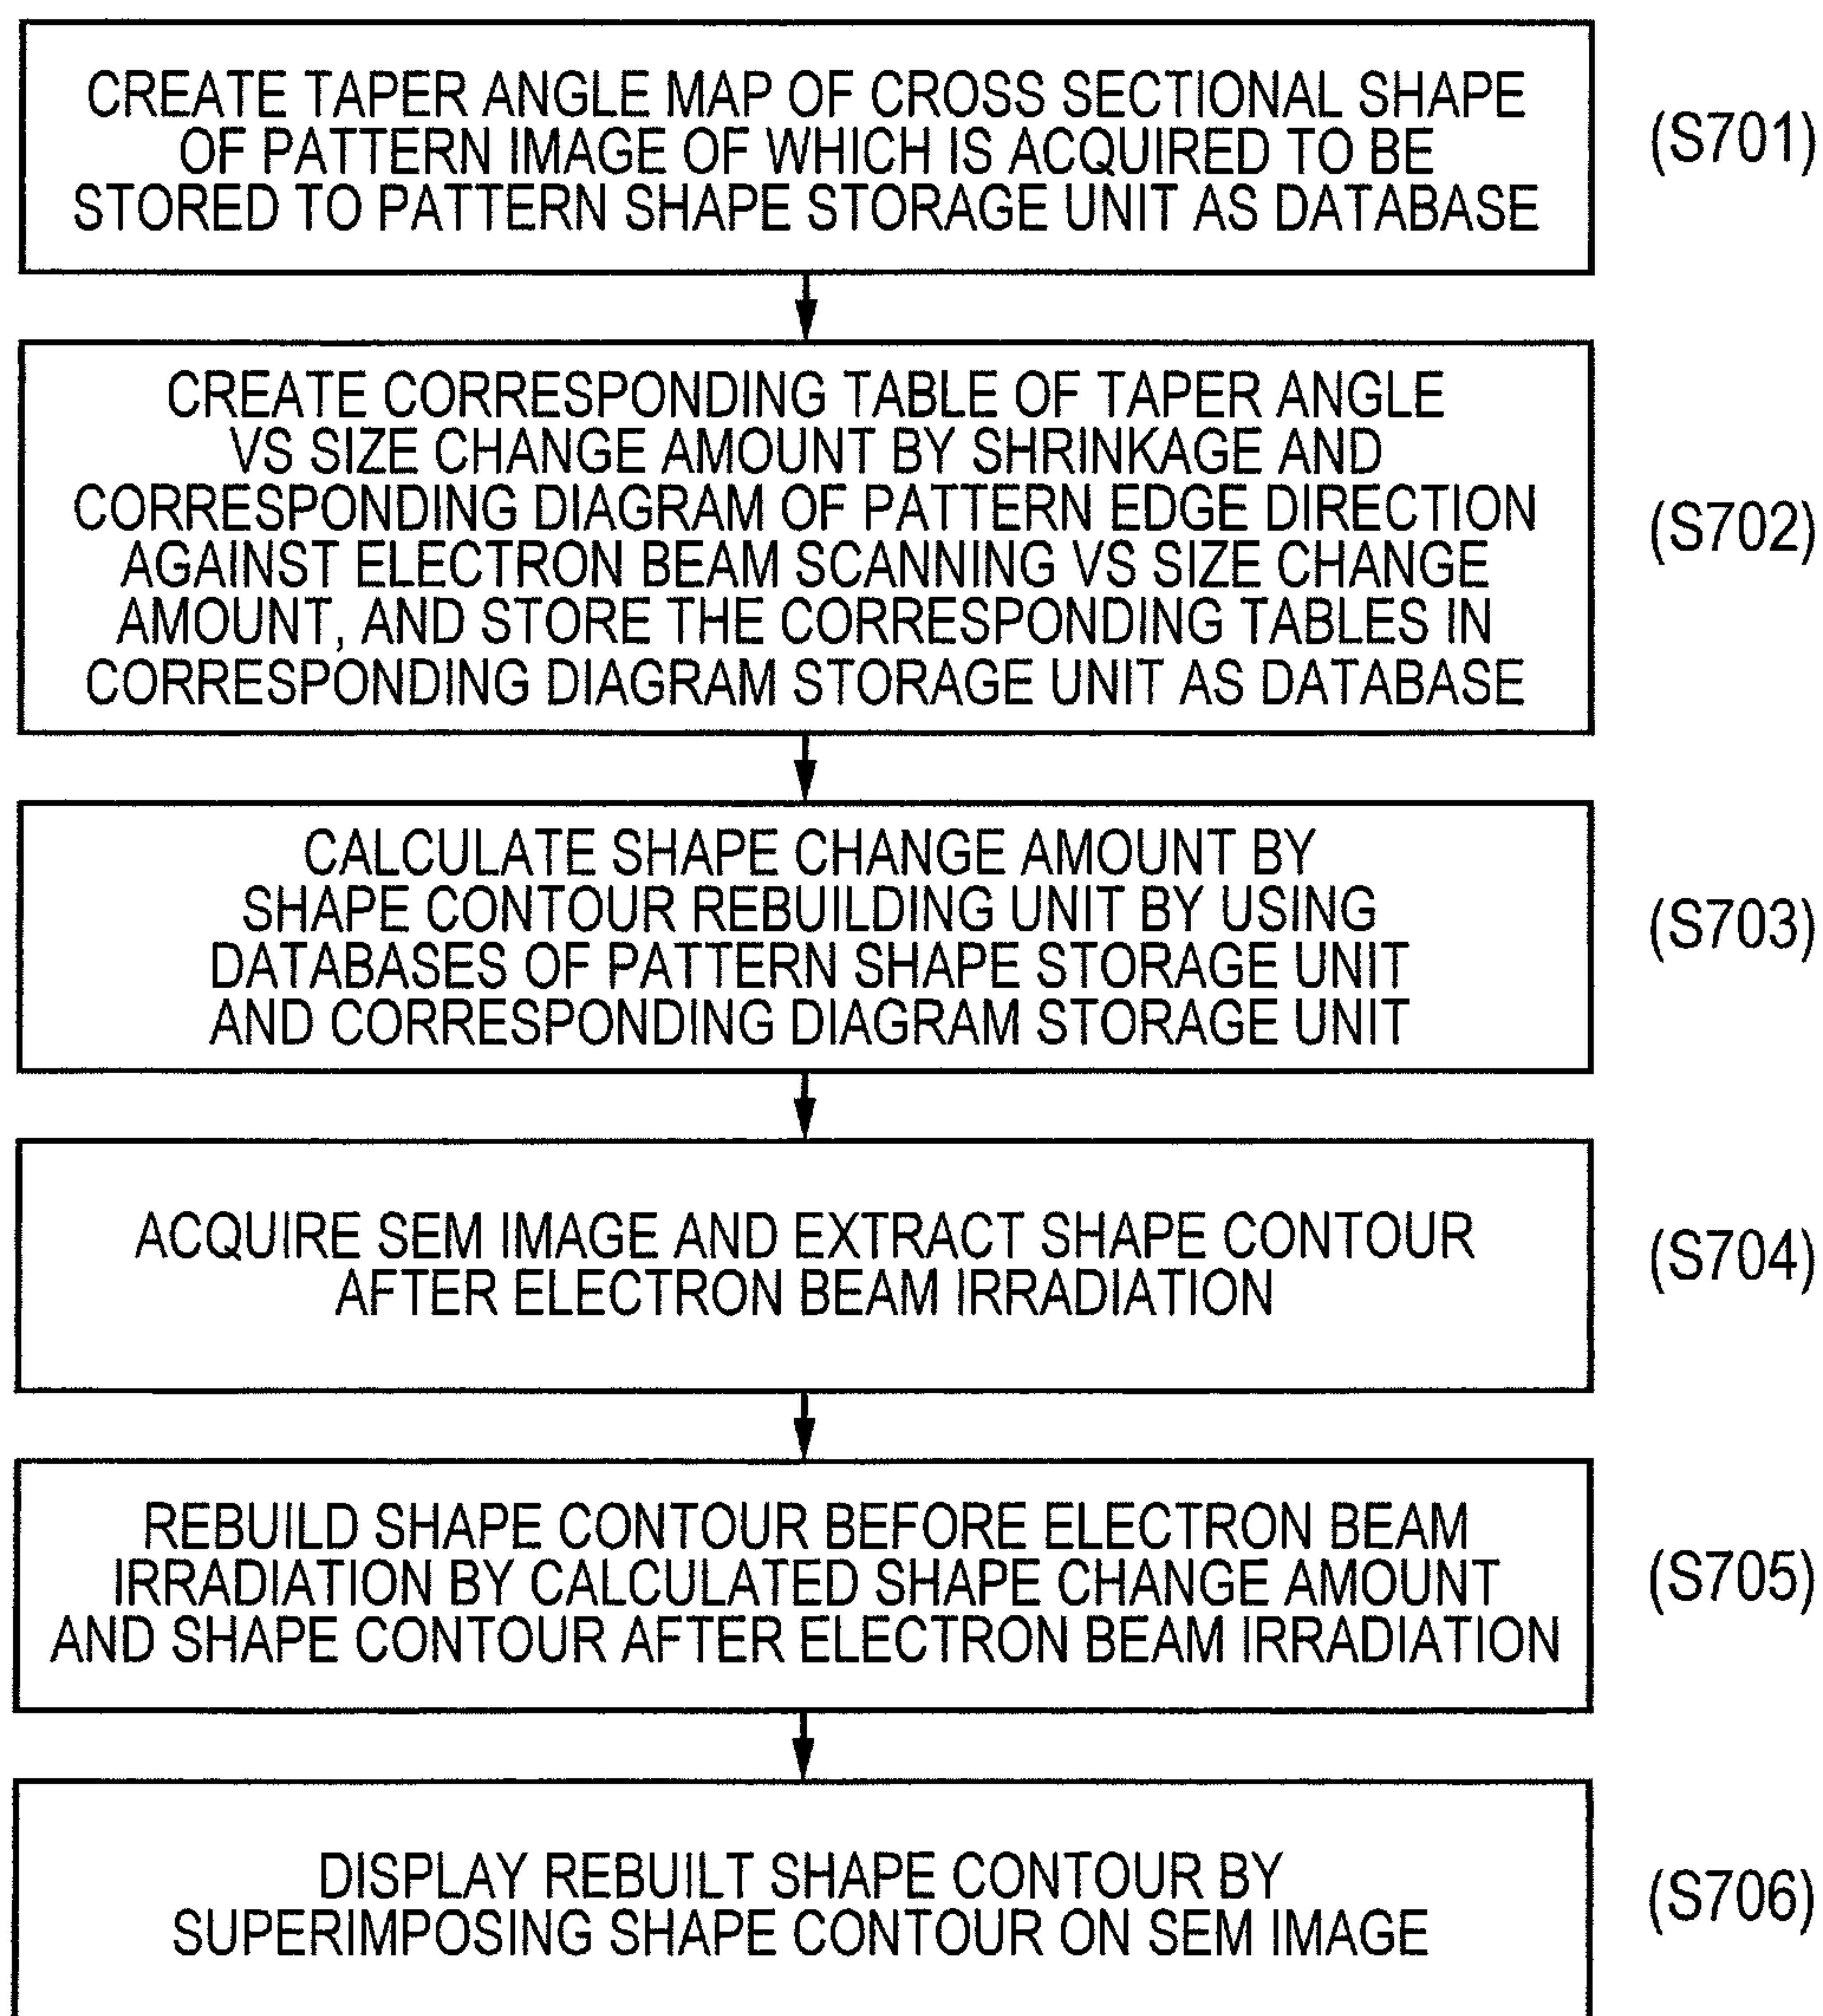 CREATE TAPER ANGLE MAP OF CROSS SECTIONAL SHAPE
OF PATTERN IMAGE OF WHICH IS ACQUIRED TO BE
STORED TO PATTERN SHAPE STORAGE UNIT AS DATABASE
(S701)
CREATE CORRESPONDING TABLE OF TAPER ANGLE
VS SIZE CHANGE AMOUNT BY SHRINKAGE AND
CORRESPONDING DIAGRAM OF PATTERN EDGE DIRECTION
AGAINST ELECTRON BEAM SCANNING VS SIZE CHANGE
AMOUNT, AND STORE THE CORRESPONDING TABLES IN
CORRESPONDING DIAGRAM STORAGE UNIT AS DATABASE
(S702)
CALCULATE SHAPE CHANGE AMOUNT BY
SHAPE CONTOUR REBUILDING UNIT BY USING
DATABASES OF PATTERN SHAPE STORAGE UNIT
AND CORRESPONDING DIAGRAM STORAGE UNIT
(S703)
ACQUIRE SEM IMAGE AND EXTRACT SHAPE CONTOUR
AFTER ELECTRON BEAM IRRADIATION
(S704)
REBUILD SHAPE CONTOUR BEFORE ELECTRON BEAM
IRRADIATION BY CALCULATED SHAPE CHANGE AMOUNT
AND SHAPE CONTOUR AFTER ELECTRON BEAM IRRADIATION
(S705)
DISPLAY REBUILT SHAPE CONTOUR BY
SUPERIMPOSING SHAPE CONTOUR ON SEM IMAGE
(S706)